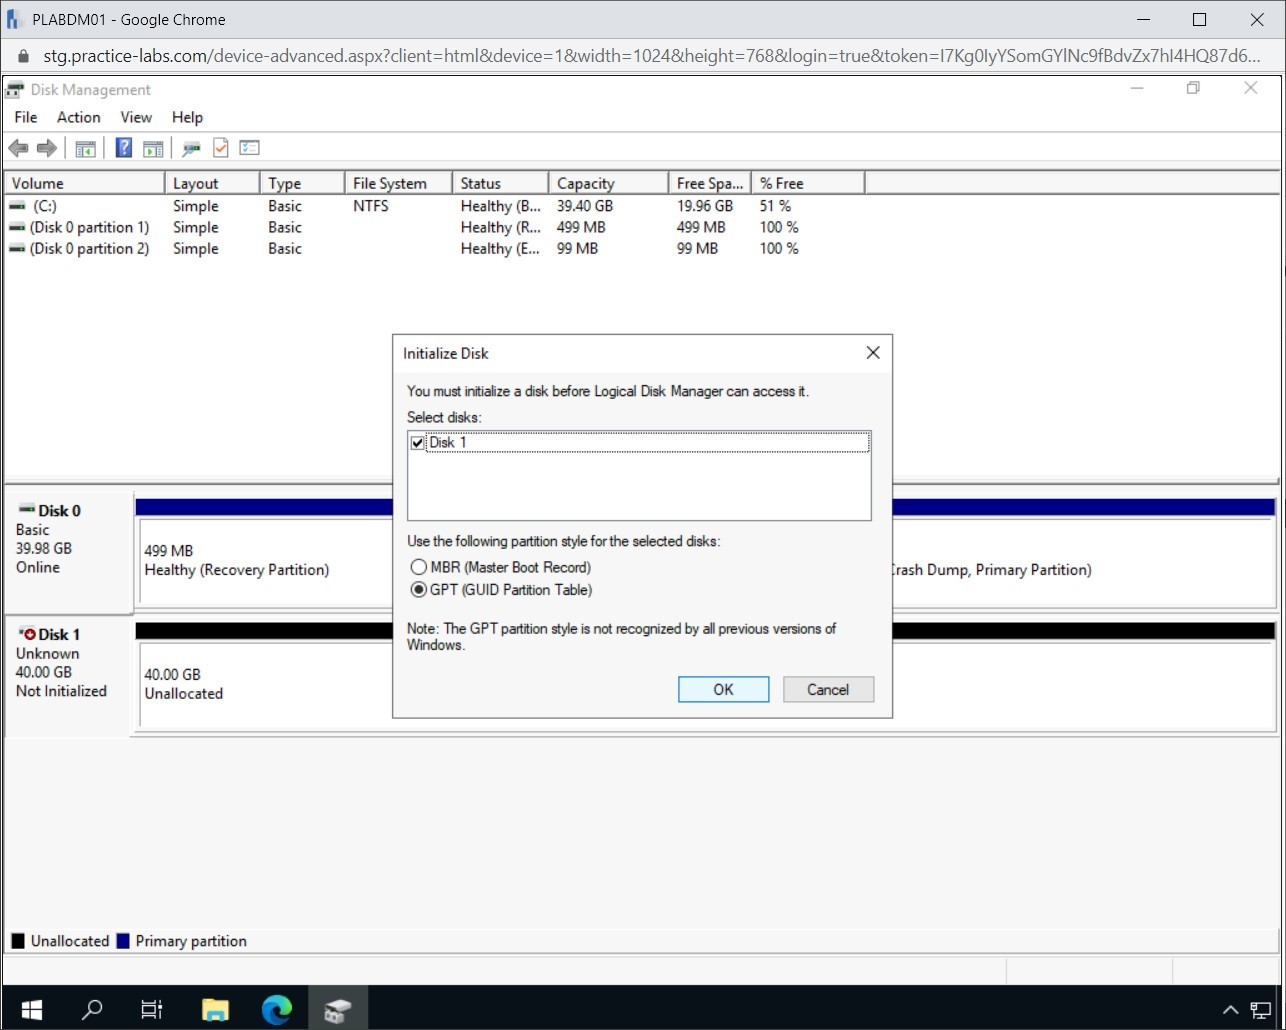 PLABDM01 - Google Chrome
stg.practice-labs.com/device-advanced.aspx?client=html&device=1&width=1024&height=768&login=true&token=I7Kg0IyYSomGYlNc9fBdvZx7hI4HQ87d6...
Disk Management
File Action View Help
Volume Layout Type File System Status Capacity Free Spa... % Free
(C:) Simple Basic NTFS Healthy (B... 39.40 GB 19.96 GB 51 %
(Disk 0 partition 1) Simple Basic Healthy (R... 499 MB 499 MB 100 %
(Disk 0 partition 2) Simple Basic Healthy (E... 99 MB 99 MB 100 %
Initialize Disk
You must initialize a disk before Logical Disk Manager can access it.
Select disks:
Disk 1
Use the following partition style for the selected disks:
MBR (Master Boot Record)
GPT (GUID Partition Table)
Note: The GPT partition style is not recognized by all previous versions of
Windows.
OK Cancel
Disk 0
Basic
39.98 GB
Online
499 MB
Healthy (Recovery Partition)
Crash Dump, Primary Partition)
Disk 1
Unknown
40.00 GB
Not Initialized
40.00 GB
Unallocated
Unallocated Primary partition